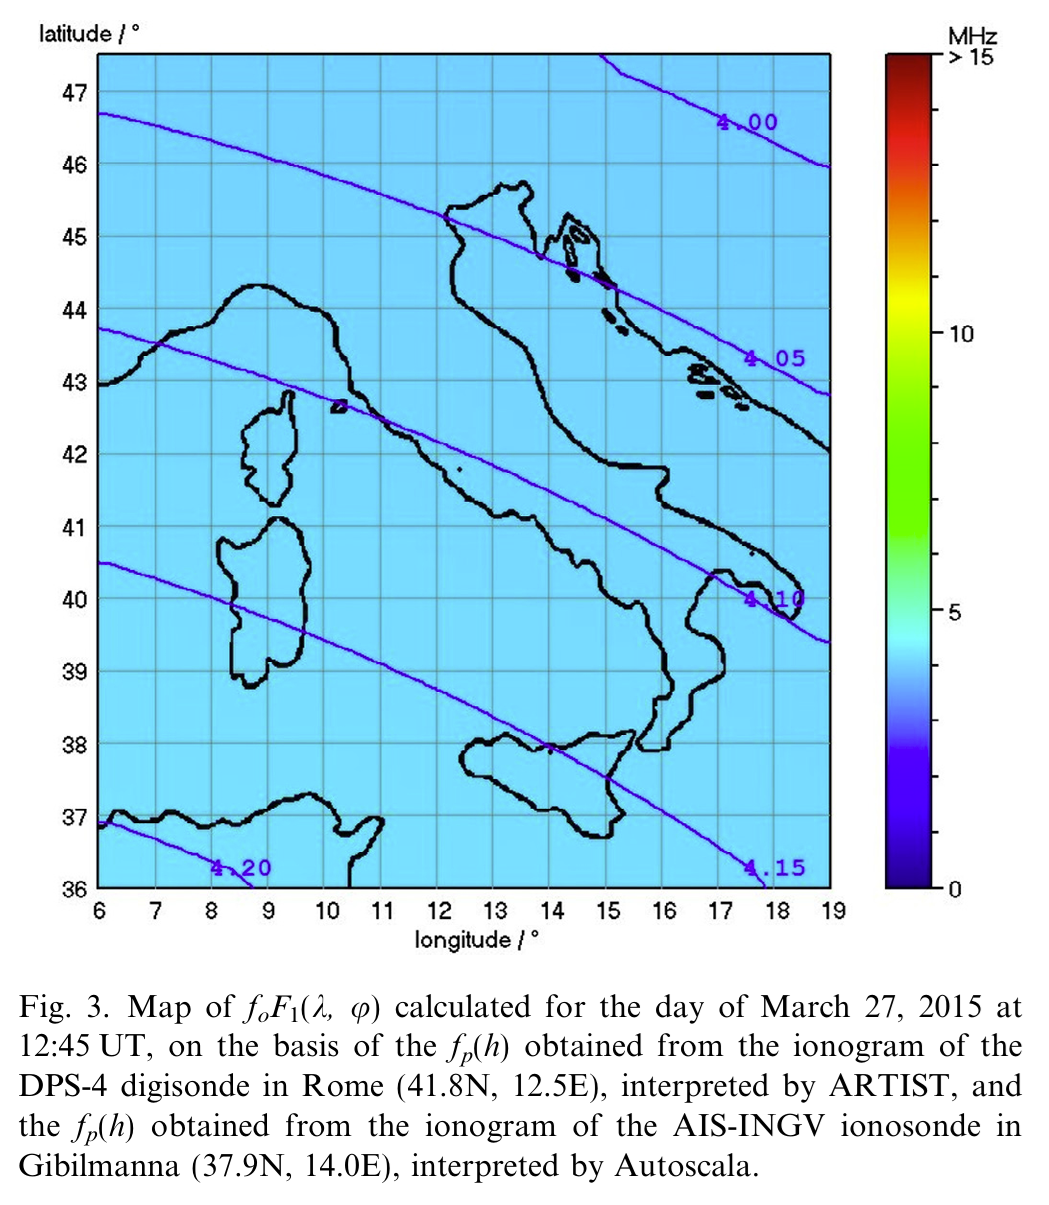 latitude / °
MHz
> 15
47
4.00
46
45
44
10
4.05
43
42
41
40
4.10
5
39
38
37
4.20
4.15
36
0
6 7 8 9 10 11 12 13 14 15 16 17 18 19
longitude / °
Fig. 3. Map of foF1(λ, φ) calculated for the day of March 27, 2015 at
12:45 UT, on the basis of the fp(h) obtained from the ionogram of the
DPS-4 digisonde in Rome (41.8N, 12.5E), interpreted by ARTIST, and
the fp(h) obtained from the ionogram of the AIS-INGV ionosonde in
Gibilmanna (37.9N, 14.0E), interpreted by Autoscala.